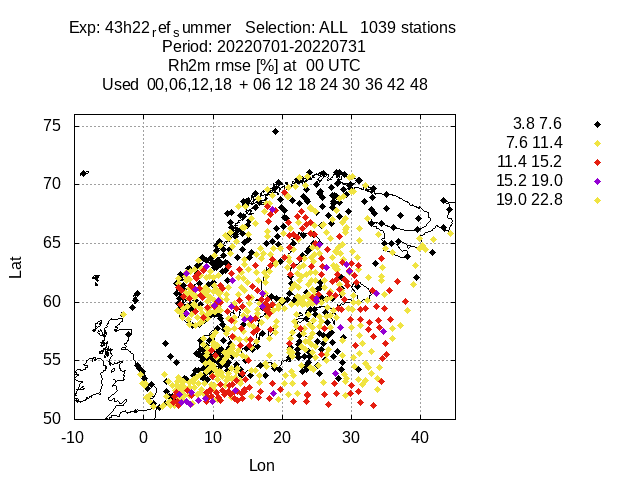 Exp: 43h22refsummer Selection: ALL 1039 stations
Period: 20220701-20220731
Rh2m rmse [%] at 00 UTC
Used 00,06,12,18 + 06 12 18 24 30 36 42 48
3.8 7.6
7.6 11.4
11.4 15.2
15.2 19.0
19.0 22.8
75
70
65
60
55
50
Lat
-10 0 10 20 30 40
Lon